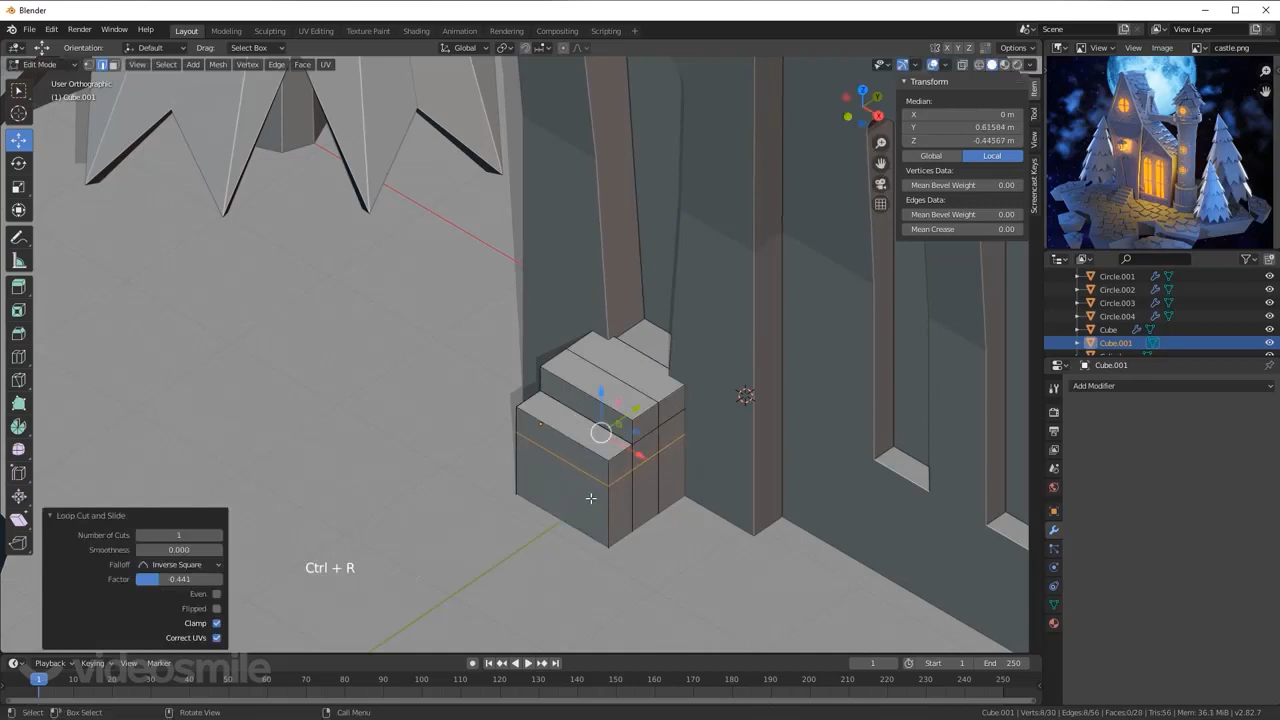 Blender
File Edit Render Window Help Layout Modeling Sculpting UV Editing Texture Paint Shading Animation Rendering Compositing Scripting + Scene View Layer
Orientation: Default Drag: Select Box Global X Y Z Options View View Image castle.png
Edit Mode View Select Add Mesh Vertex Edge Face UV
User Orthographic
(1) Cube.001
Transform
Median:
X 0 m
Y 0.61584 m
Z -0.44567 m
Global Local
Vertices Data:
Mean Bevel Weight 0.00
Edges Data:
Mean Bevel Weight 0.00
Mean Crease 0.00
Item
Tool
View
Screencast Keys
Z
Y
X
Circle.001
Circle.002
Circle.003
Circle.004
Cube
Cube.001
Cube.001
Add Modifier
Loop Cut and Slide
Number of Cuts 1
Smoothness 0.000
Falloff Inverse Square
Factor -0.441
Even
Flipped
Clamp
Correct UVs
Ctrl + R
videosmile
Playback Keying View Marker 1 Start 1 End 250
1 10 20 30 40 50 60 70 80 90 100 110 120 130 140 150 160 170 180 190 200 210 220 230 240 250
Select Box Select Rotate View Call Menu Cube.001 | Verts:8/30 | Edges:8/56 | Faces:0/28 | Tris:56 | Mem: 36.1 MiB | v2.82.7